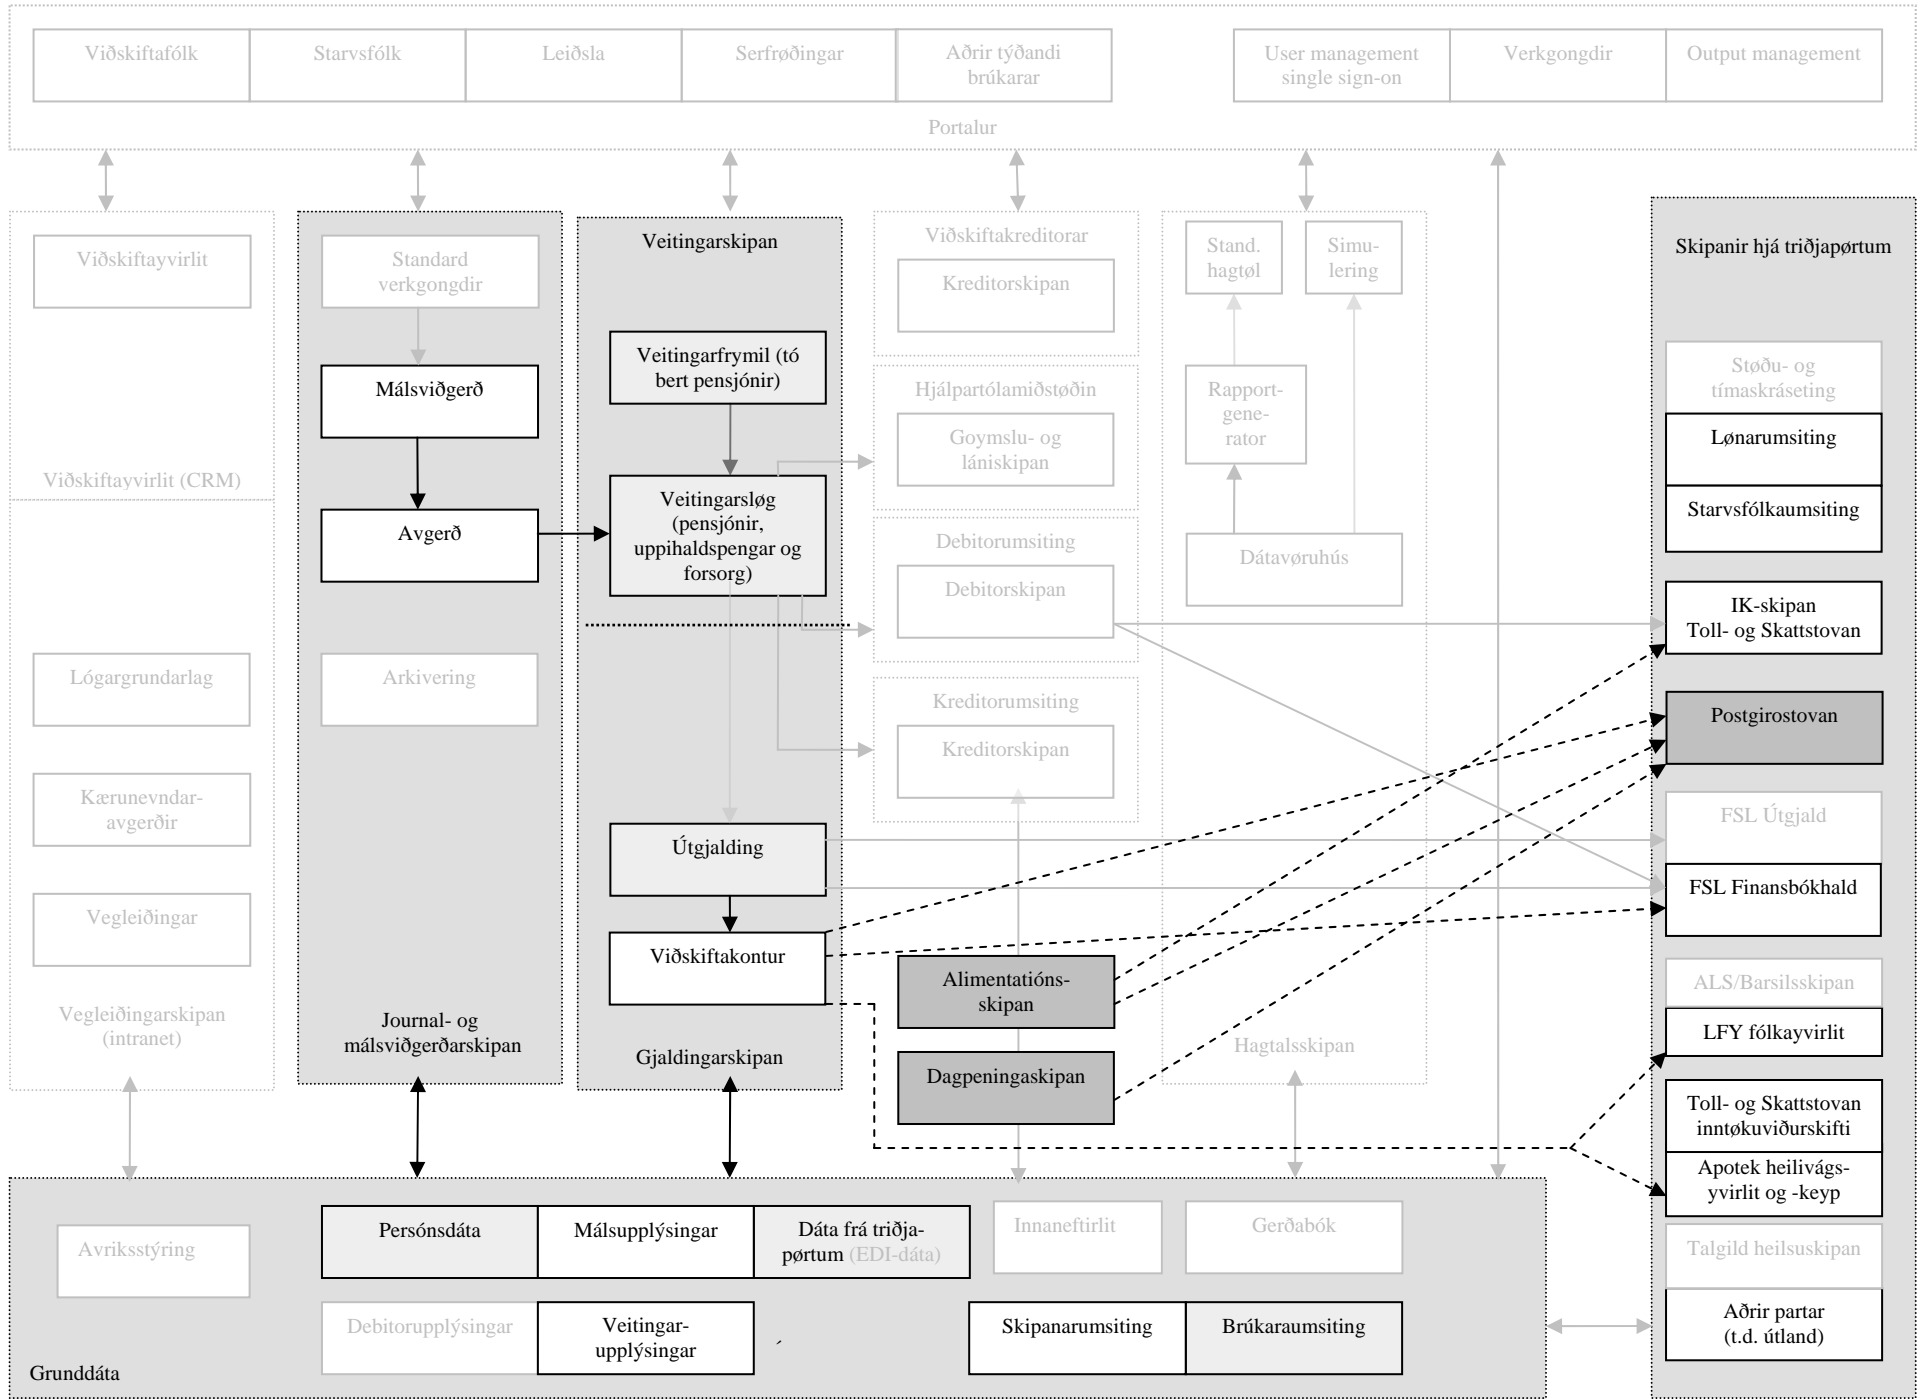 Viðskiftafólk
Starvsfólk
Leiðsla
Serfrøðingar
Aðrir týðandi
brúkarar
User management
single sign-on
Verkgongdir
Output management
Portalur
Viðskiftayvirlit
Viðskiftayvirlit (CRM)
Lógargrundarlag
Kærunevndar-
avgerðir
Vegleiðingar
Vegleiðingarskipan
(intranet)
Standard
verkgongdir
Málsviðgerð
Avgerð
Arkivering
Journal- og
málsviðgerðarskipan
Veitingarskipan
Veitingarfrymil (tó
bert pensjónir)
Veitingarsløg
(pensjónir,
uppihaldspengar og
forsorg)
Útgjalding
Viðskiftakontur
Gjaldingarskipan
Viðskiftakreditorar
Kreditorskipan
Hjálpartólamiðstøðin
Goymslu- og
lániskipan
Debitorumsiting
Debitorskipan
Kreditorumsiting
Kreditorskipan
Alimentatións-
skipan
Dagpeningaskipan
Stand.
hagtøl
Simu-
lering
Rapport-
gene-
rator
Dátavøruhús
Hagtalsskipan
Skipanir hjá triðjapørtum
Støðu- og
tímaskráseting
Lønarumsiting
Starvsfólkaumsiting
IK-skipan
Toll- og Skattstovan
Postgirostovan
FSL Útgjald
FSL Finansbókhald
ALS/Barsilsskipan
LFY fólkayvirlit
Toll- og Skattstovan
inntøkuviðurskifti
Apotek heilivágs-
yvirlit og -keyp
Talgild heilsuskipan
Aðrir partar
(t.d. útland)
Avriksstýring
Persónsdáta
Málsupplýsingar
Dáta frá triðja-
pørtum (EDI-dáta)
Innaneftirlit
Gerðabók
Debitorupplýsingar
Veitingar-
upplýsingar
Skipanarumsiting
Brúkaraumsiting
Grunddáta